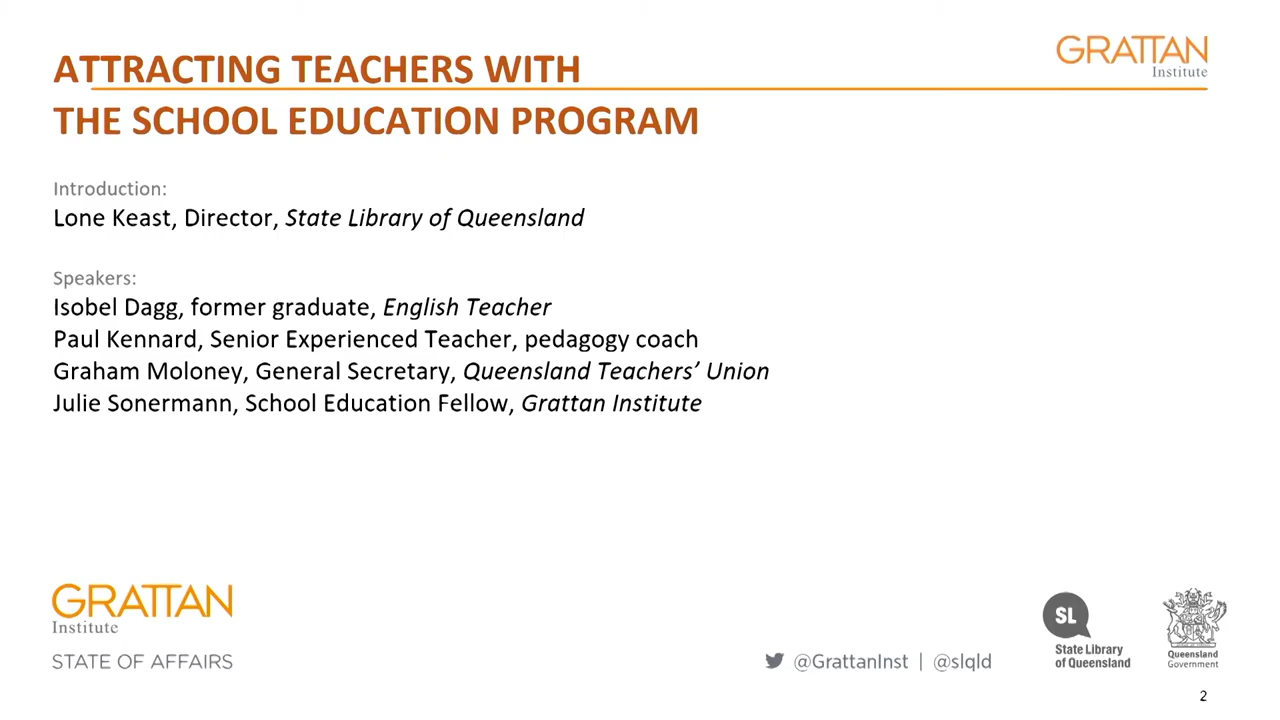 ATTRACTING TEACHERS WITH
THE SCHOOL EDUCATION PROGRAM
GRATTAN
Institute
Introduction:
Lone Keast, Director, State Library of Queensland
Speakers:
Isobel Dagg, former graduate, English Teacher
Paul Kennard, Senior Experienced Teacher, pedagogy coach
Graham Moloney, General Secretary, Queensland Teachers’ Union
Julie Sonermann, School Education Fellow, Grattan Institute
GRATTAN
Institute
STATE OF AFFAIRS
@GrattanInst | @slqld
SL
State Library
of Queensland
Queensland
Government
2